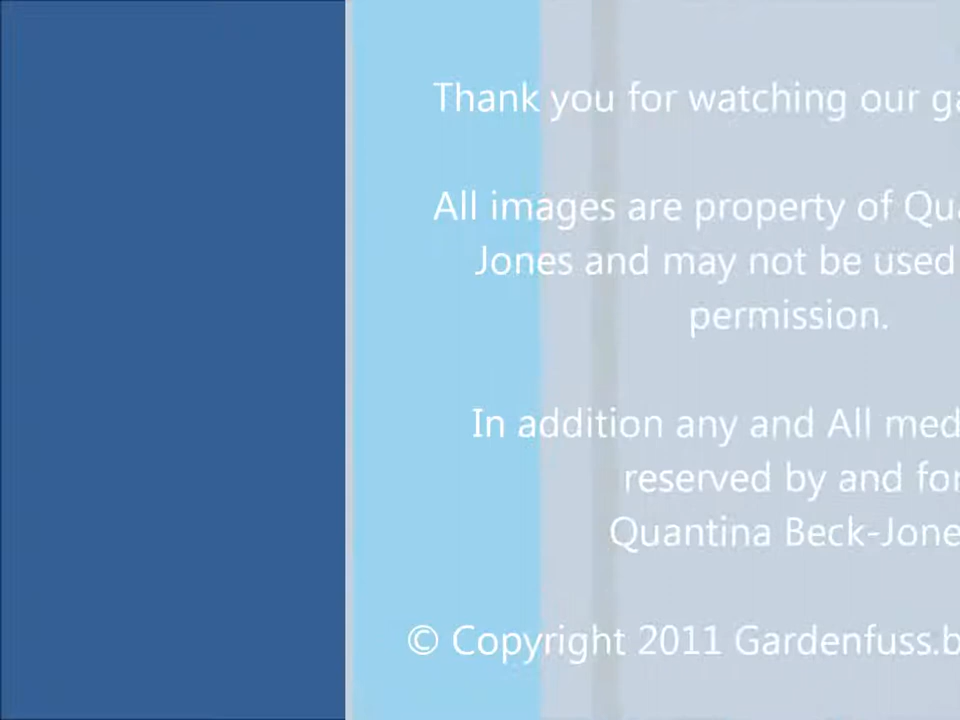 Thank you for watching our ga
All images are property of Qua
Jones and may not be used
permission.
In addition any and All med
reserved by and for
Quantina Beck-Jone
© Copyright 2011 Gardenfuss.b